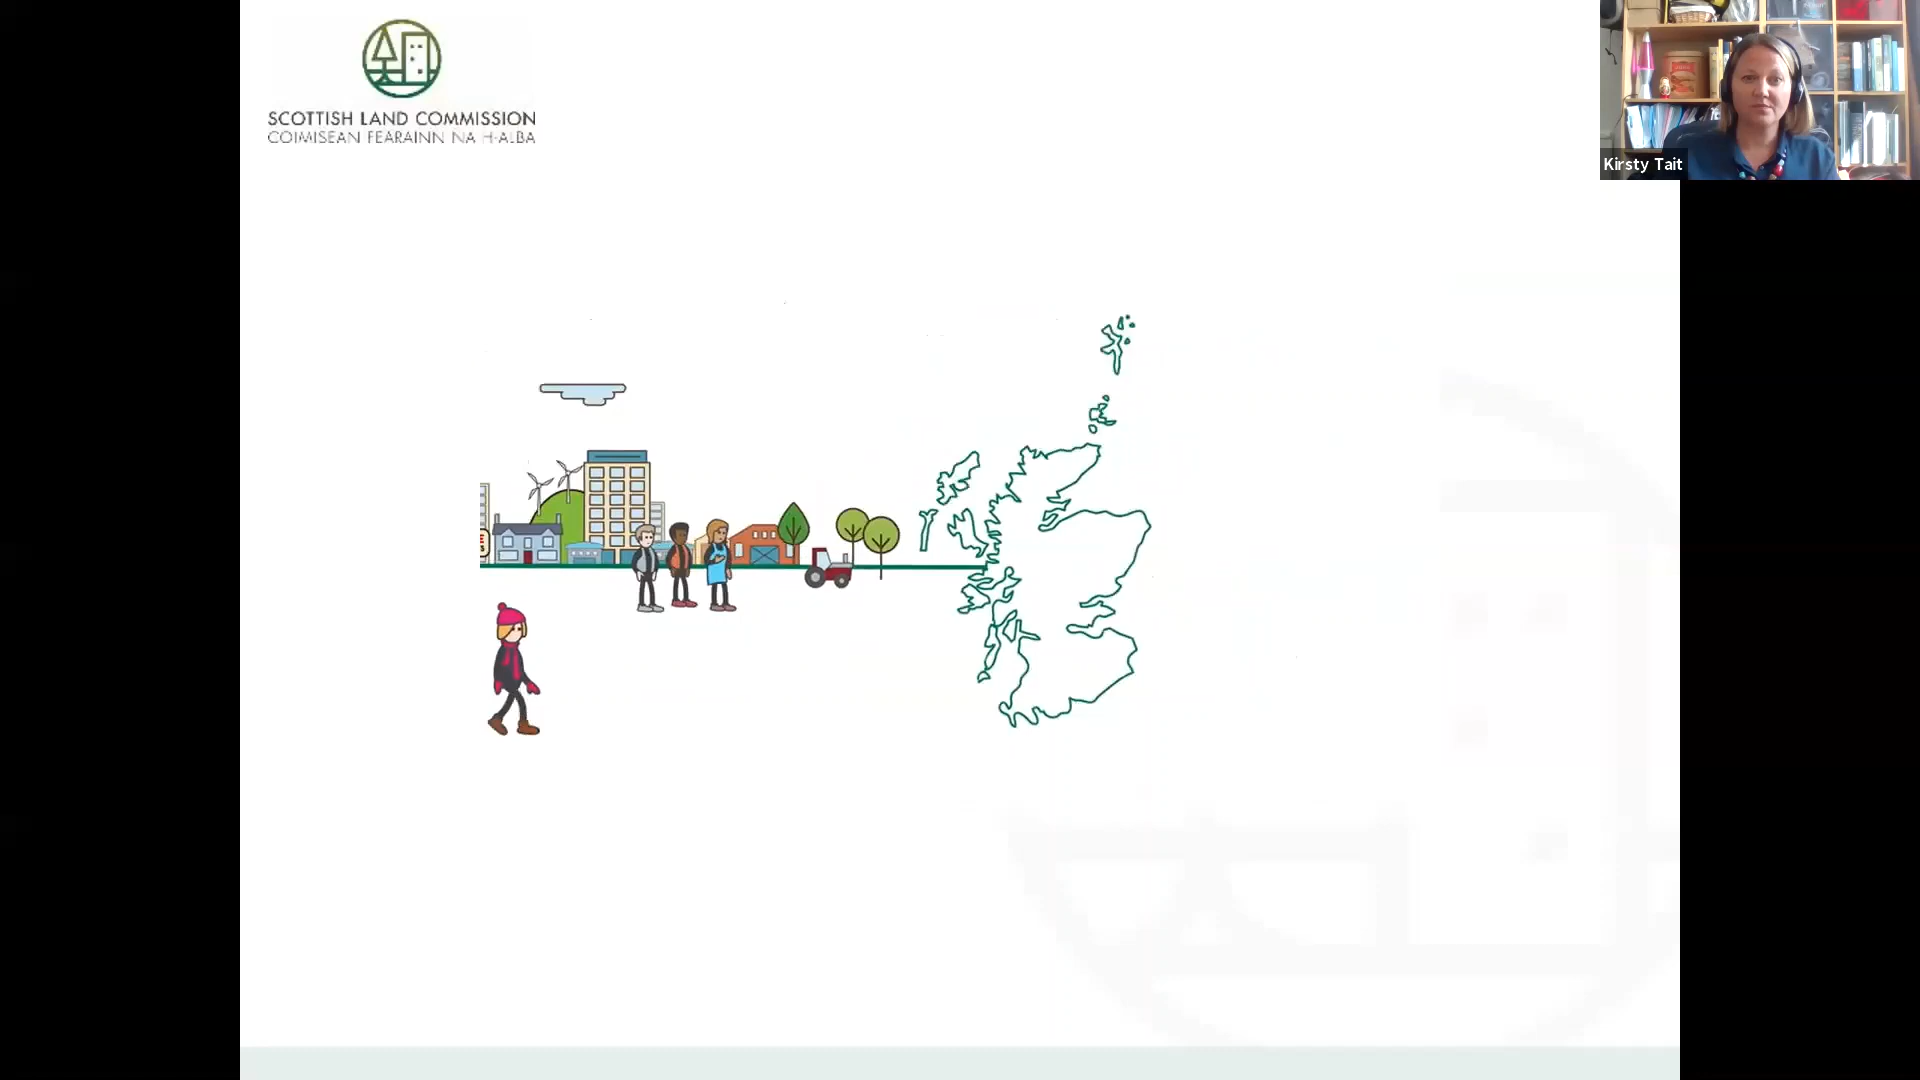 SCOTTISH LAND COMMISSION
COIMISEAN FEARAINN NA H-ALBA
Kirsty Tait